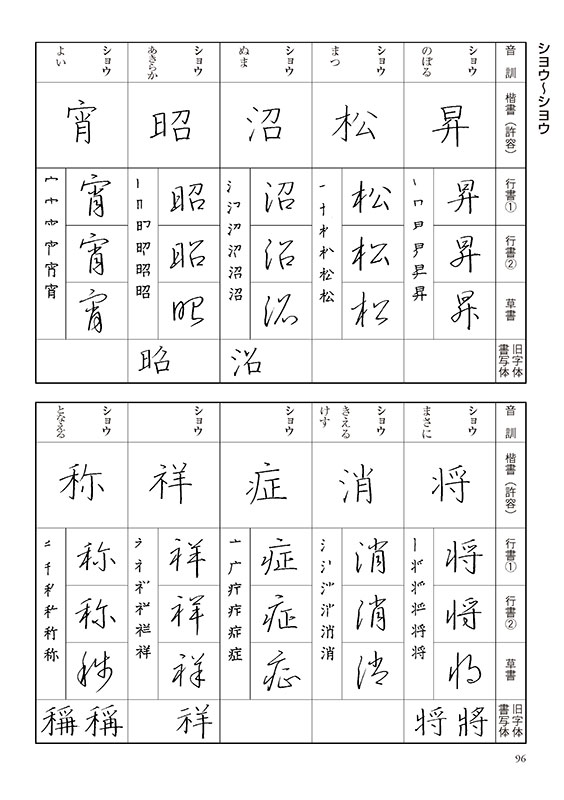 ショウ〜ショウ
音訓
楷書（許容）
行書①
行書②
草書
旧字体
書写体
ショウ
のぼる
昇
昇
昇
昇
ショウ
まつ
松
松
松
松
ショウ
ぬま
沼
沼
沼
沼
沼
ショウ
あきらか
昭
昭
昭
昭
昭
ショウ
よい
宵
宵
宵
宵
音訓
楷書（許容）
行書①
行書②
草書
旧字体
書写体
ショウ
まさに
将
将
将
将
將 将
ショウ
きえる
けす
消
消
消
消
ショウ
症
症
症
症
ショウ
祥
祥
祥
祥
祥
ショウ
となえる
称
称
称
称
稱 稱
96